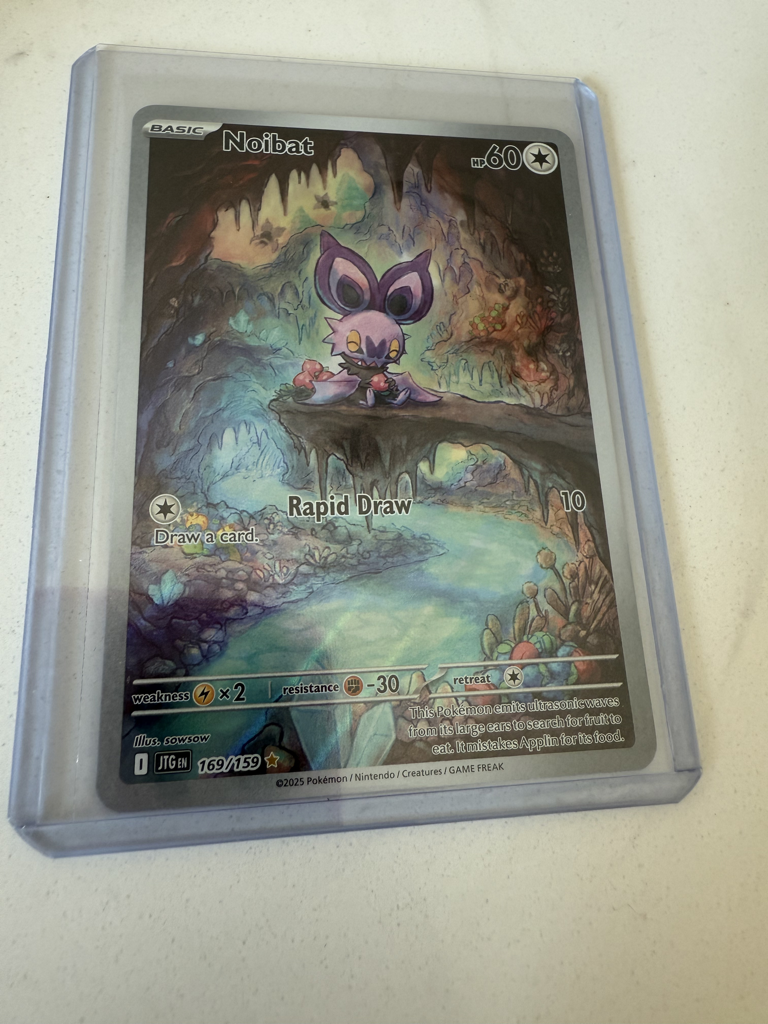 BASIC Noibat HP60
Rapid Draw 10
Draw a card.
weakness ×2 resistance -30 retreat
This Pokémon emits ultrasonic waves
from its large ears to search for fruit to
eat. It mistakes Applin for its food.
Illus. sowsow
I JTG EN 169/159
©2025 Pokémon / Nintendo / Creatures / GAME FREAK